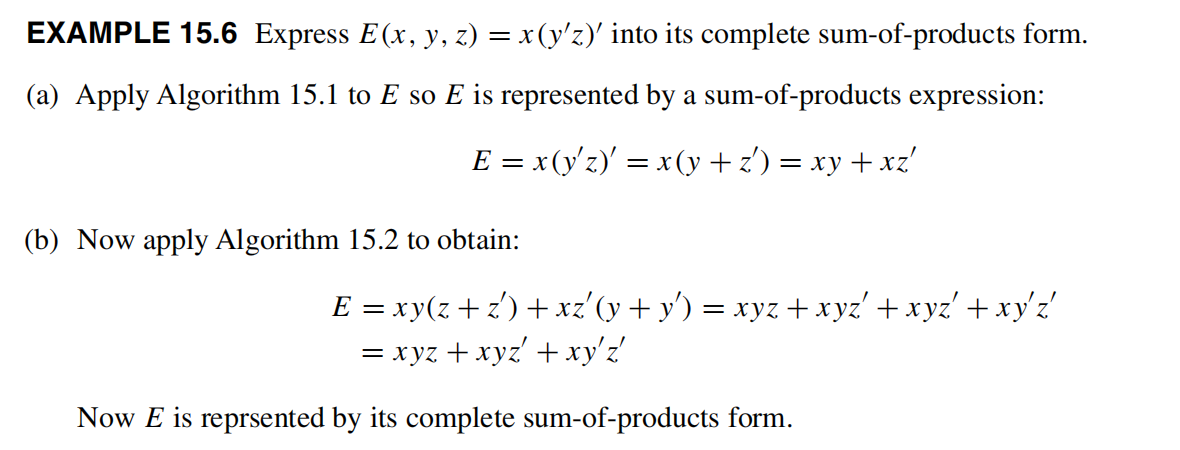 EXAMPLE 15.6 Express E(x, y, z) = x(y′z)′ into its complete sum-of-products form.
(a) Apply Algorithm 15.1 to E so E is represented by a sum-of-products expression:
E = x(y′z)′ = x(y + z′) = xy + xz′
(b) Now apply Algorithm 15.2 to obtain:
E = xy(z + z′) + xz′(y + y′) = xyz + xyz′ + xyz′ + xy′z′
= xyz + xyz′ + xy′z′
Now E is reprsented by its complete sum-of-products form.